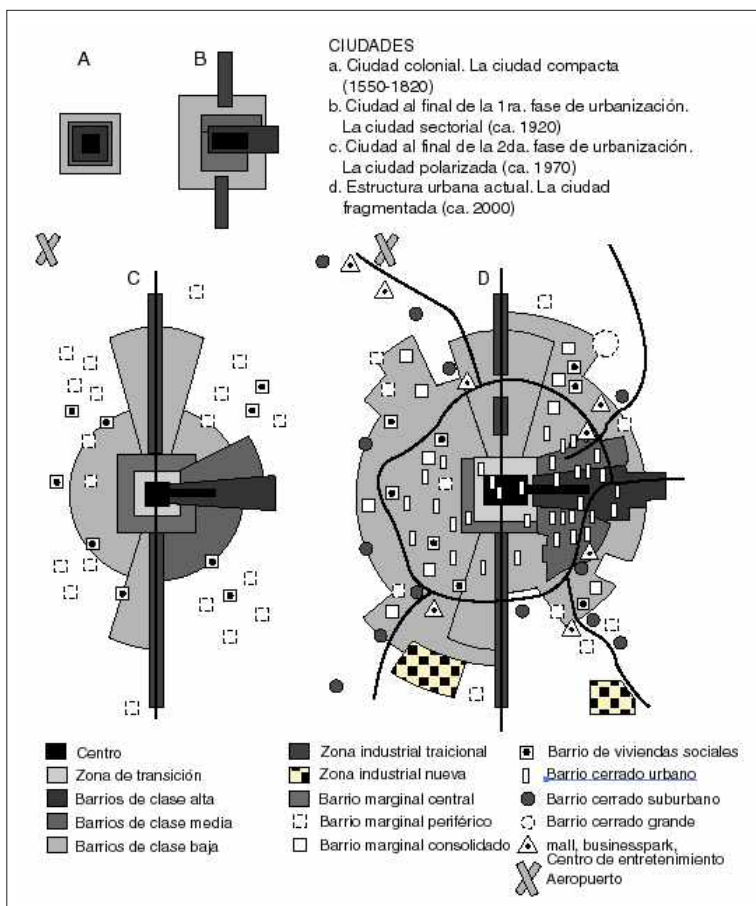 A
B
CIUDADES
a. Ciudad colonial. La ciudad compacta
(1550-1820)
b. Ciudad al final de la 1ra. fase de urbanización.
La ciudad sectorial (ca. 1920)
c. Ciudad al final de la 2da. fase de urbanización.
La ciudad polarizada (ca. 1970)
d. Estructura urbana actual. La ciudad
fragmentada (ca. 2000)
C
D
Centro
Zona de transición
Barrios de clase alta
Barrios de clase media
Barrios de clase baja
Zona industrial traicional
Zona industrial nueva
Barrio marginal central
Barrio marginal periférico
Barrio marginal consolidado
Barrio de viviendas sociales
Barrio cerrado urbano
Barrio cerrado suburbano
Barrio cerrado grande
mall, businesspark,
Centro de entretenimiento
Aeropuerto